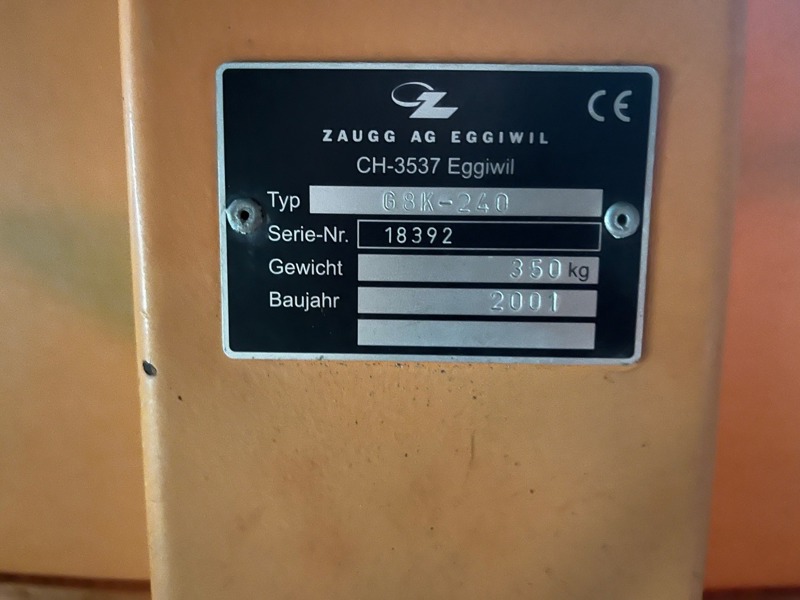 CE
ZAUGG AG EGGIWIL
CH-3537 Eggiwil
Typ G8K-240
Serie-Nr. 18392
Gewicht 350 kg
Baujahr 2001